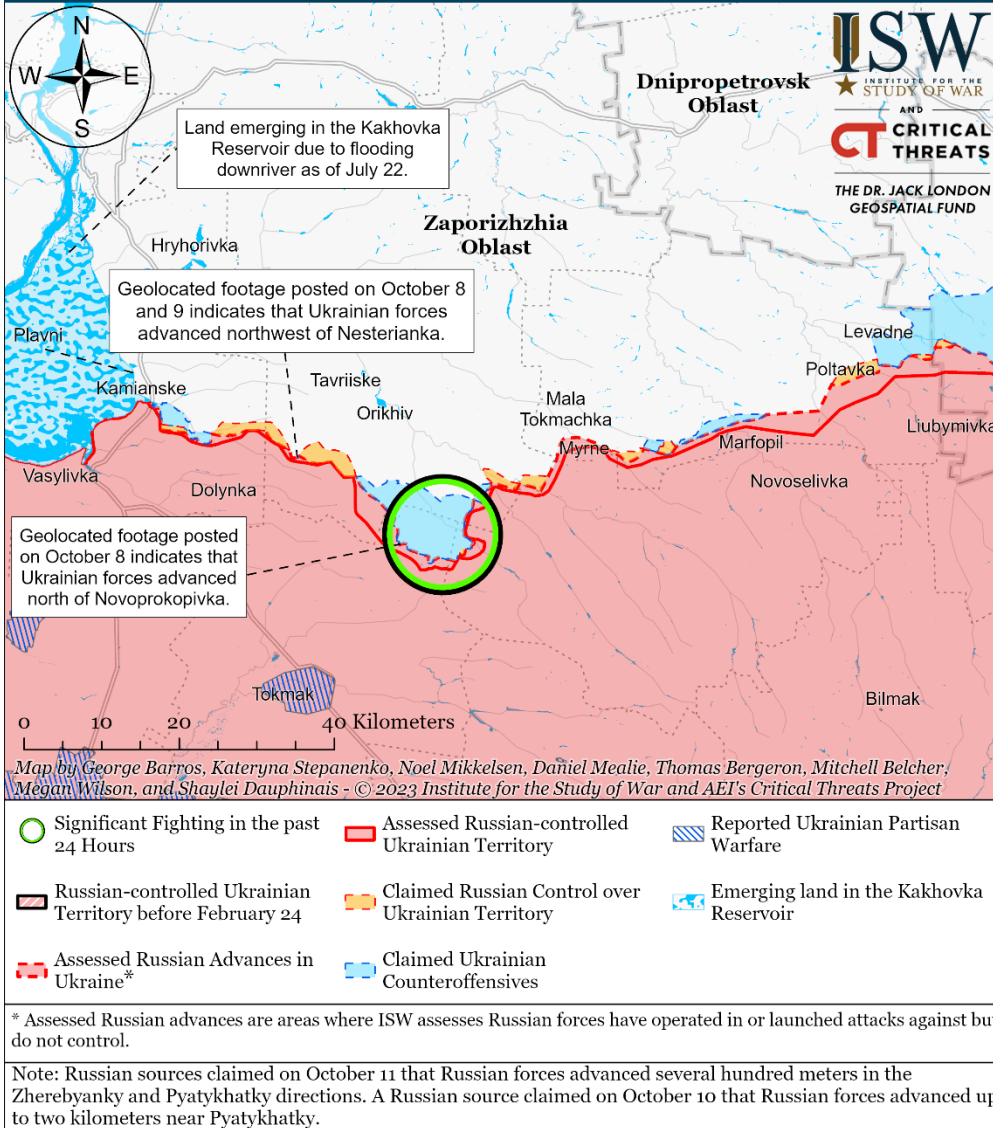 N
W
E
S
ISW
INSTITUTE FOR THE
STUDY OF WAR
AND
CT CRITICAL
THREATS
THE DR. JACK LONDON
GEOSPATIAL FUND
Dnipropetrovsk
Oblast
Land emerging in the Kakhovka
Reservoir due to flooding
downriver as of July 22.
Zaporizhzhia
Oblast
Hryhorivka
Geolocated footage posted on October 8
and 9 indicates that Ukrainian forces
advanced northwest of Nesterianka.
Plavni
Levadne
Kamianske
Tavriiske
Poltavka
Orikhiv
Mala
Tokmachka
Liubymivka
Myrne
Marfopil
Vasylivka
Dolynka
Novoselivka
Geolocated footage posted
on October 8 indicates that
Ukrainian forces advanced
north of Novoprokopivka.
Tokmak
Bilmak
0 10 20 40 Kilometers
Map by George Barros, Kateryna Stepanenko, Noel Mikkelsen, Daniel Mealie, Thomas Bergeron, Mitchell Belcher,
Megan Wilson, and Shaylei Dauphinais - © 2023 Institute for the Study of War and AEI's Critical Threats Project
Significant Fighting in the past
24 Hours
Assessed Russian-controlled
Ukrainian Territory
Reported Ukrainian Partisan
Warfare
Russian-controlled Ukrainian
Territory before February 24
Claimed Russian Control over
Ukrainian Territory
Emerging land in the Kakhovka
Reservoir
Assessed Russian Advances in
Ukraine*
Claimed Ukrainian
Counteroffensives
* Assessed Russian advances are areas where ISW assesses Russian forces have operated in or launched attacks against but
do not control.
Note: Russian sources claimed on October 11 that Russian forces advanced several hundred meters in the
Zherebyanky and Pyatykhatky directions. A Russian source claimed on October 10 that Russian forces advanced up
to two kilometers near Pyatykhatky.